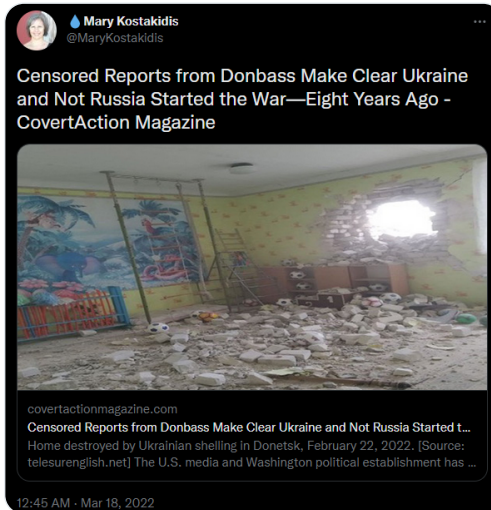 Mary Kostakidis
@MaryKostakidis
Censored Reports from Donbass Make Clear Ukraine
and Not Russia Started the War—Eight Years Ago -
CovertAction Magazine
covertactionmagazine.com
Censored Reports from Donbass Make Clear Ukraine and Not Russia Started t...
Home destroyed by Ukrainian shelling in Donetsk, February 22, 2022. [Source:
telesurenglish.net] The U.S. media and Washington political establishment has ...
12:45 AM · Mar 18, 2022